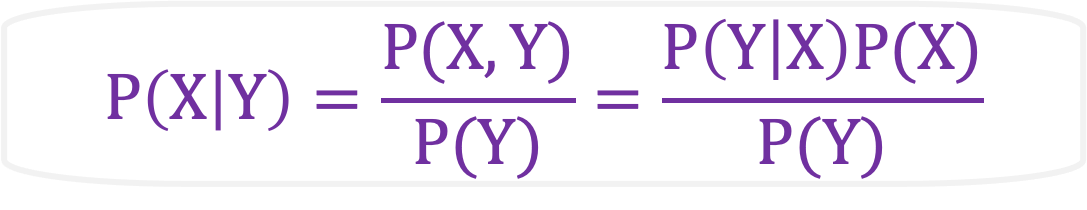 P(X|Y) = P(X, Y) / P(Y) = P(Y|X)P(X) / P(Y)